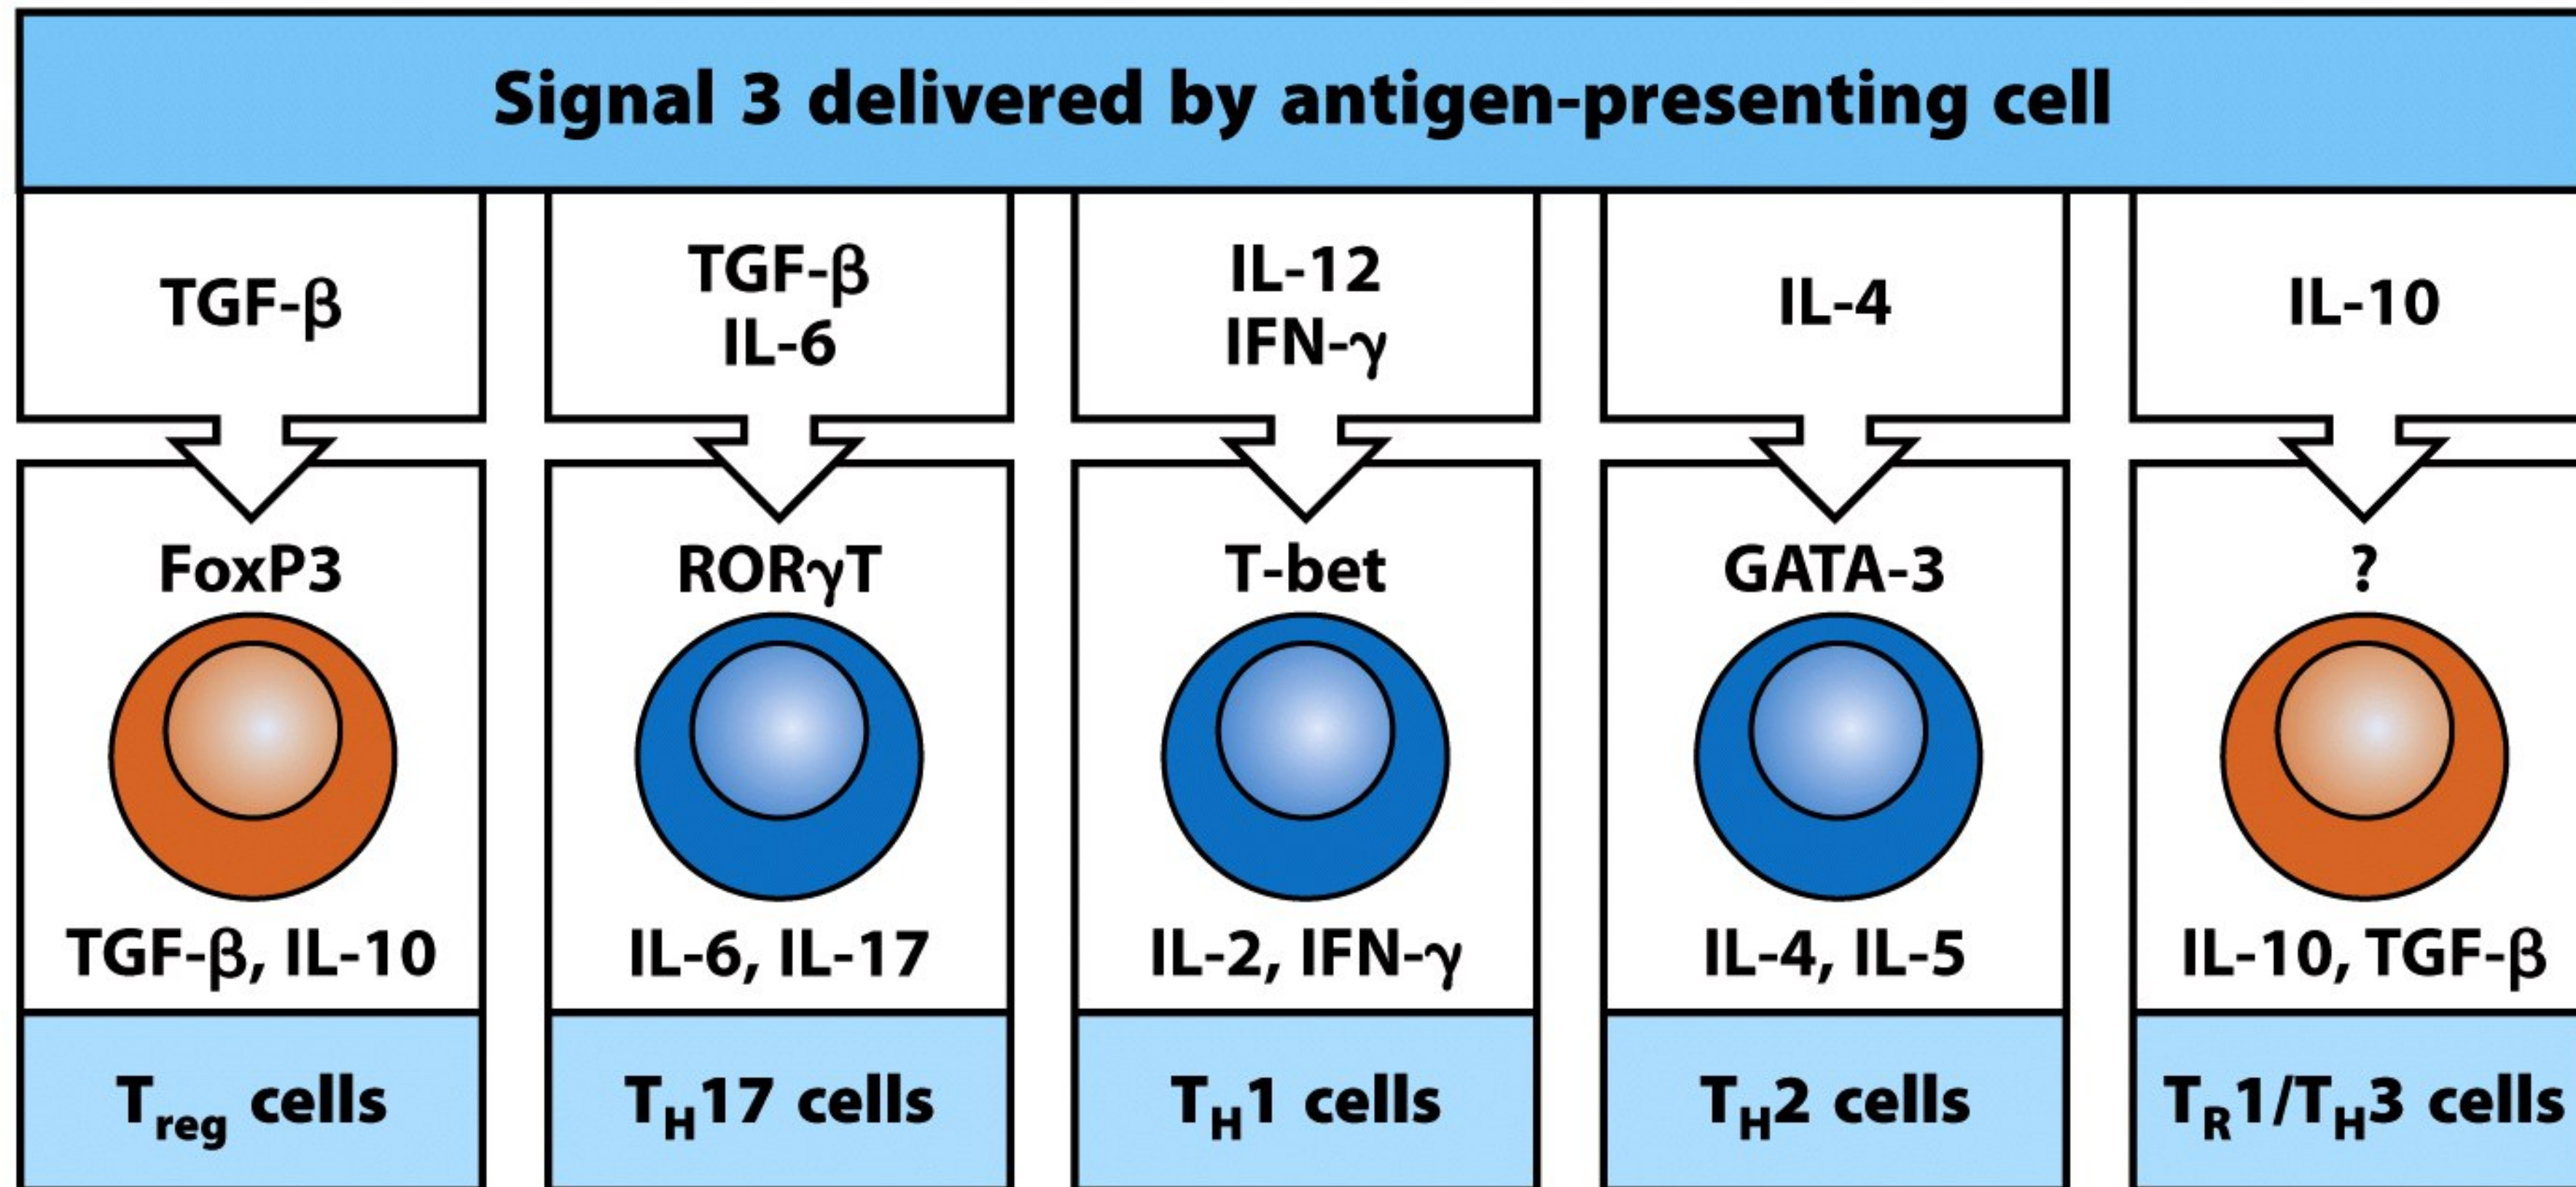 Signal 3 delivered by antigen-presenting cell
TGF-β
TGF-β
IL-6
IL-12
IFN-γ
IL-4
IL-10
FoxP3
RORγT
T-bet
GATA-3
?
TGF-β, IL-10
IL-6, IL-17
IL-2, IFN-γ
IL-4, IL-5
IL-10, TGF-β
Treg cells
TH17 cells
TH1 cells
TH2 cells
TR1/TH3 cells